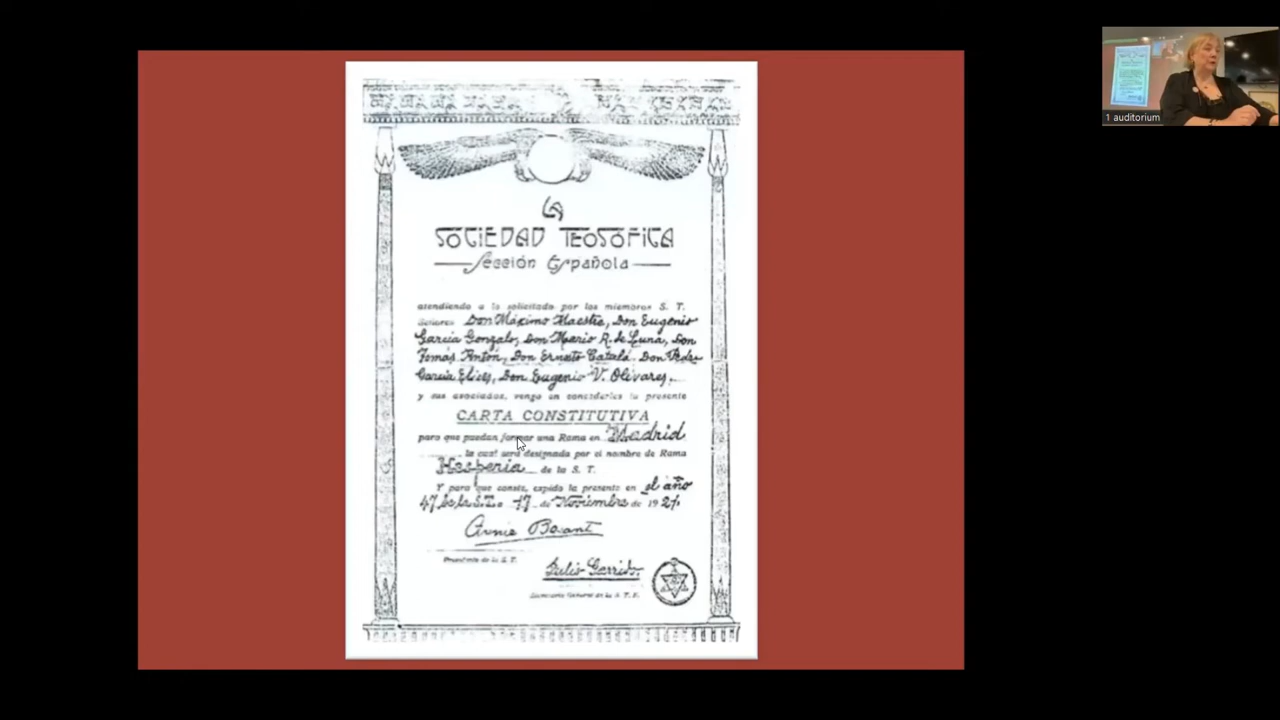 LA
SOCIEDAD TEOSÓFICA
Sección Española
atendiendo a lo solicitado por los miembros S. T.
Señores Don Máximo Maestre, Don Eugenio
García Gonzalo, Don Mario R. de Luna, Don
Tomás Antón, Don Ernesto Catalá, Don Pedro
García Don Eugenio V. Olivares,
y sus asociados, vengo en concederles la presente
CARTA CONSTITUTIVA
para que puedan formar una Rama en Madrid
la cual será designada por el nombre de Rama
Hesperia de la S. T.
Y para que conste, expido la presente en el año
47 de la S. T. a 17 de Noviembre de 1921
Annie Besant
Presidente de la S. T.
Julio Garrido
Secretario General de la S. T. E.
1 auditorium